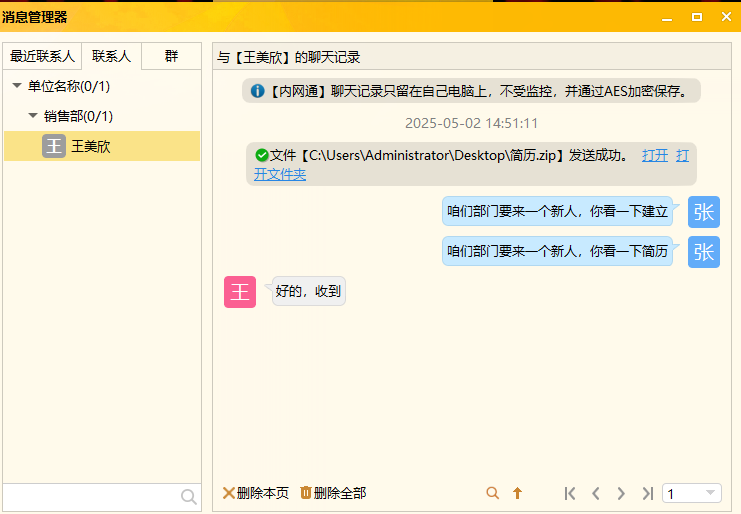 消息管理器
最近联系人 联系人 群
单位名称(0/1)
销售部(0/1)
王 王美欣
与【王美欣】的聊天记录
【内网通】聊天记录只留在自己电脑上，不受监控，并通过AES加密保存。
2025-05-02 14:51:11
文件【C:\Users\Administrator\Desktop\简历.zip】发送成功。 打开 打
开文件夹
咱们部门要来一个新人，你看一下建立 张
咱们部门要来一个新人，你看一下简历 张
王 好的，收到
删除本页 删除全部 1